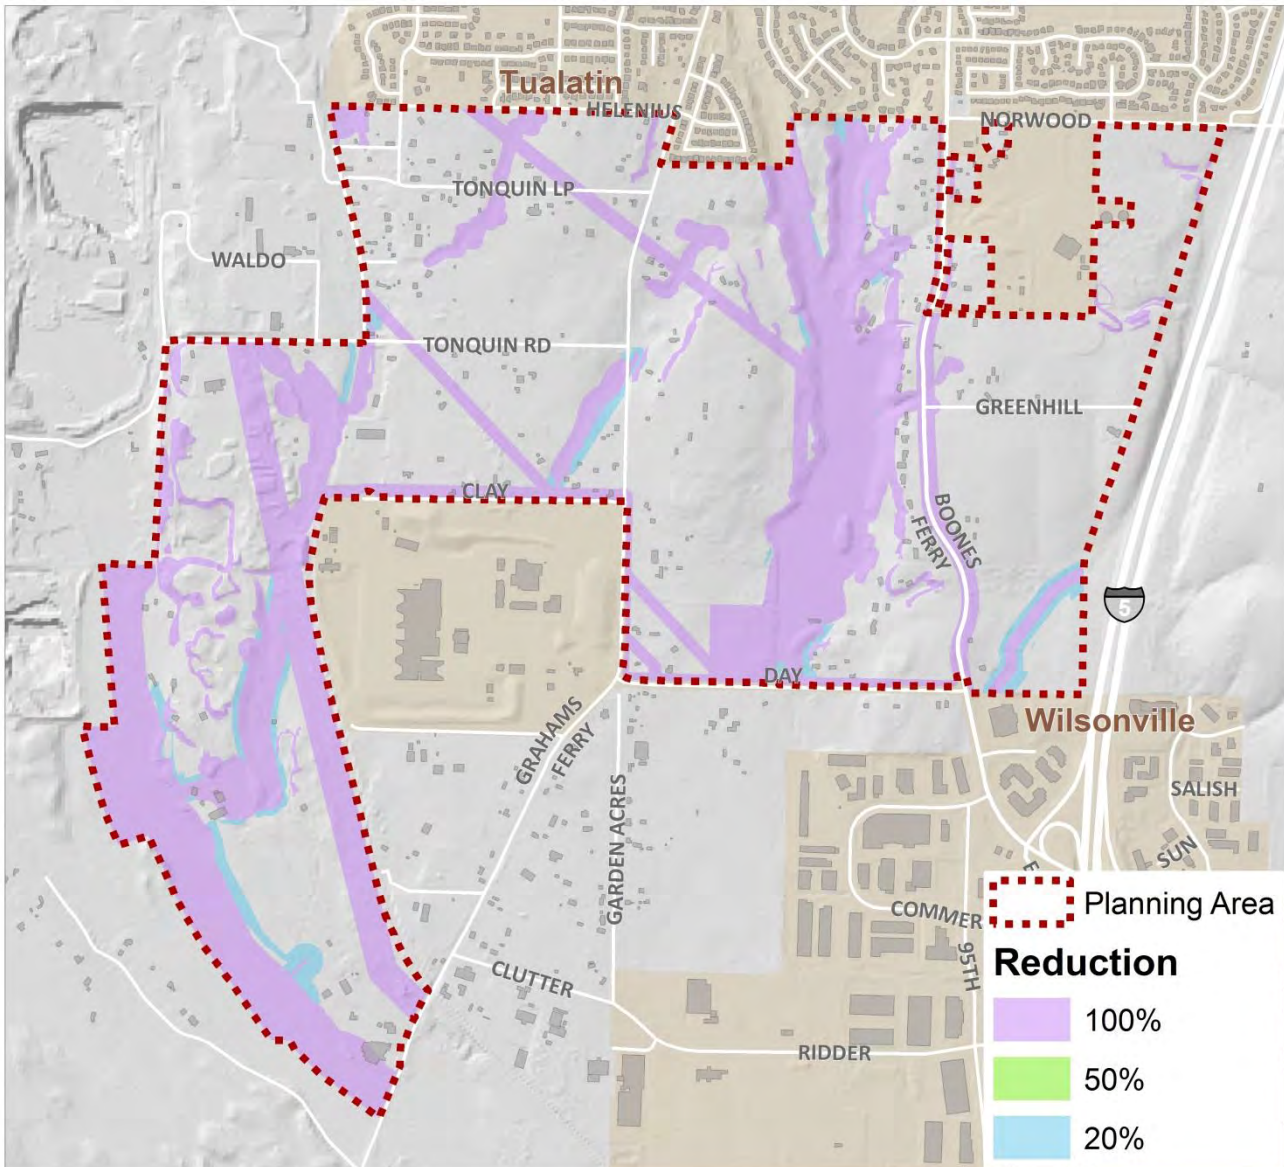 Tualatin
HELENIUS
NORWOOD
TONQUIN LP
WALDO
TONQUIN RD
GREENHILL
CLAY
BOONES
FERRY
5
DAY
Wilsonville
GRAHAMS
FERRY
GARDEN ACRES
SALISH
SUN
COMMER
95TH
CLUTTER
RIDDER
Planning Area
Reduction
100%
50%
20%